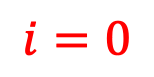 i = 0